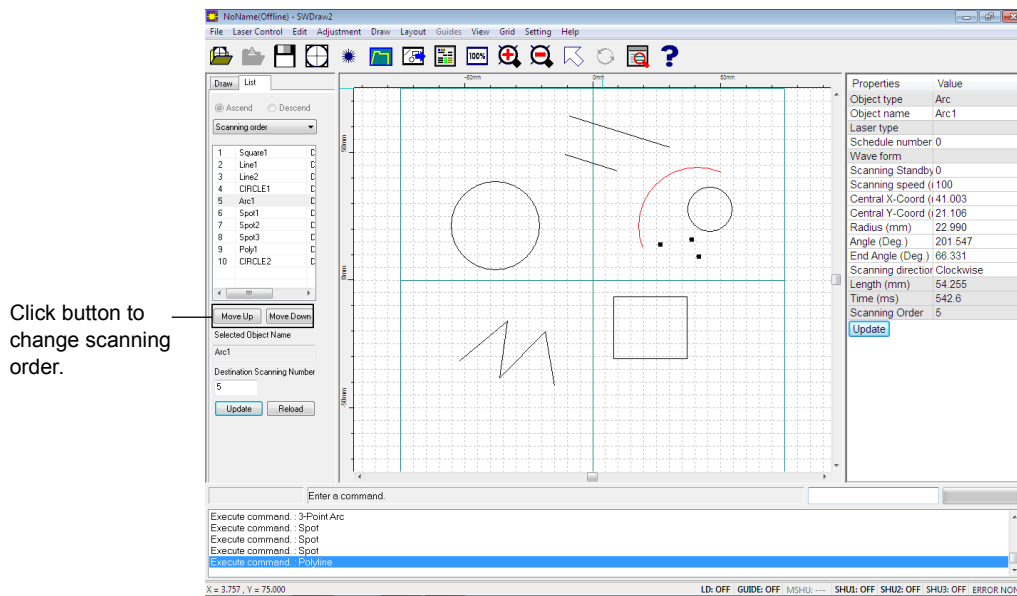 NoName(Offline) - SWDraw2
File Laser Control Edit Adjustment Draw Layout Guides View Grid Setting Help
100%
Draw List
Ascend Descend
Scanning order
1 Square1 D
2 Line1 D
3 Line2 D
4 CIRCLE1 D
5 Arc1 D
6 Spot1 D
7 Spot2 D
8 Spot3 D
9 Poly1 D
10 CIRCLE2 D
Move Up Move Down
Selected Object Name
Arc1
Destination Scanning Number
5
Update Reload
Click button to
change scanning
order.
-50mm 0mm 50mm
50mm
0mm
-50mm
Properties Value
Object type Arc
Object name Arc1
Laser type
Schedule number 0
Wave form
Scanning Standby 0
Scanning speed (r 100
Central X-Coord (r 41.003
Central Y-Coord (r 21.106
Radius (mm) 22.990
Angle (Deg.) 201.547
End Angle (Deg.) 66.331
Scanning direction Clockwise
Length (mm) 54.255
Time (ms) 542.6
Scanning Order 5
Update
Enter a command.
Execute command. : 3-Point Arc
Execute command. : Spot
Execute command. : Spot
Execute command. : Spot
Execute command. : Polyline
X = 3.757 , Y = 75.000
LD: OFF GUIDE: OFF MSHU: --- SHU1: OFF SHU2: OFF SHU3: OFF ERROR NON